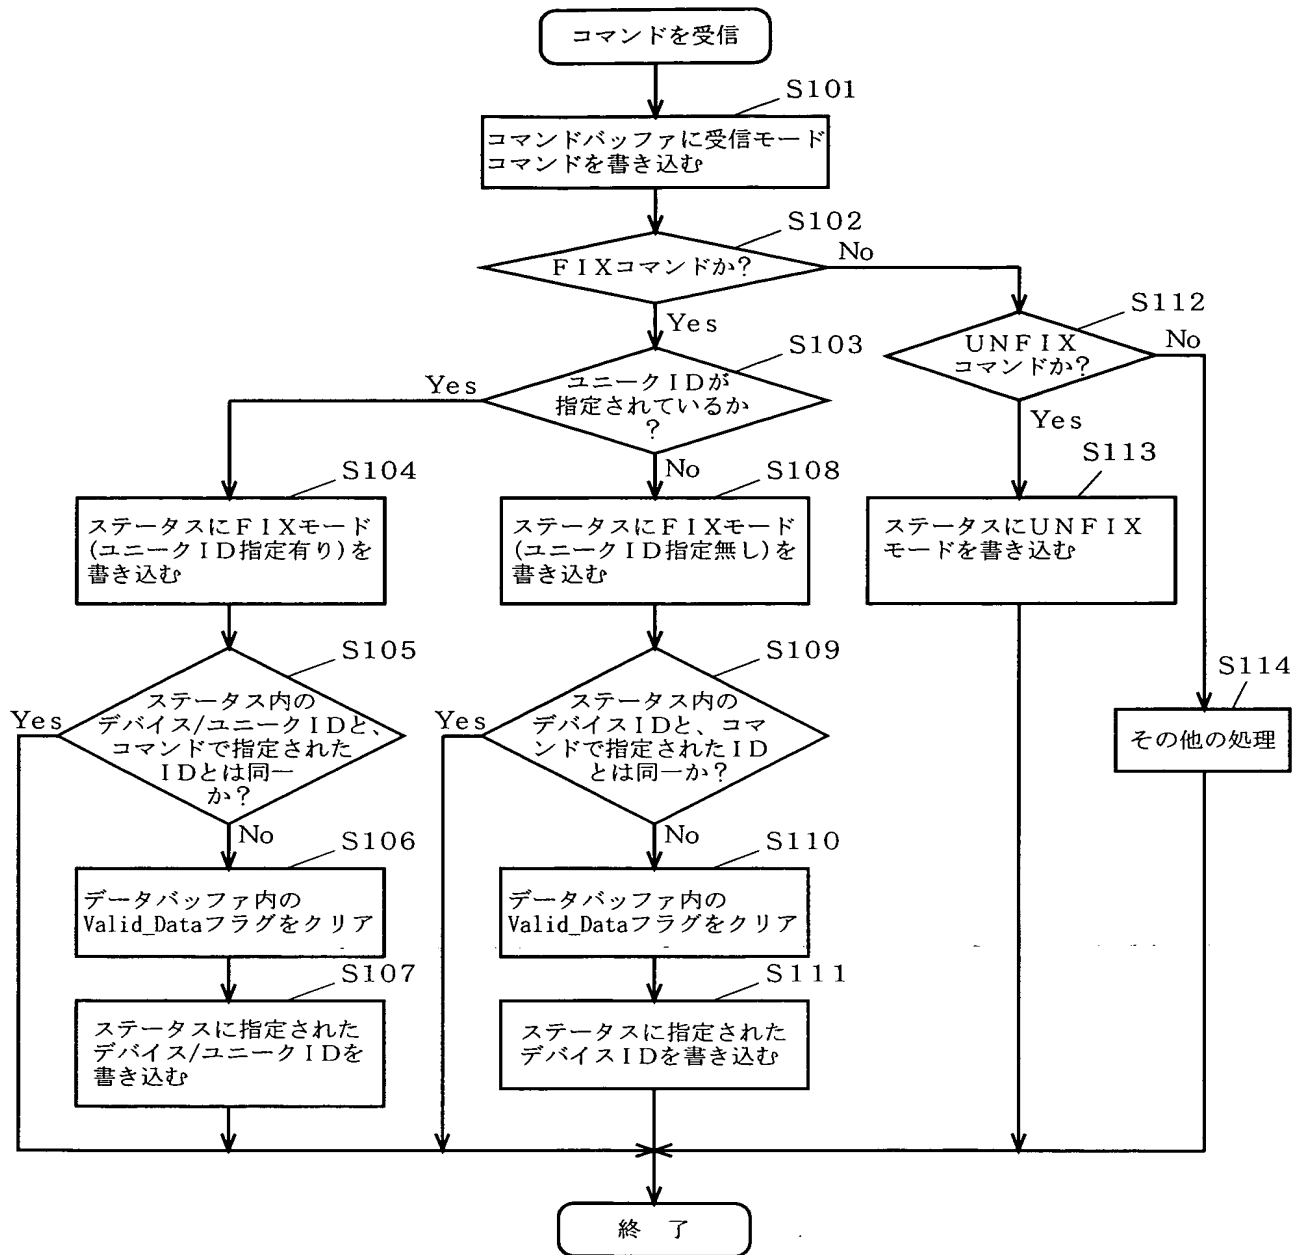 コマンドを受信
S101
コマンドバッファに受信モード
コマンドを書き込む
S102
FIXコマンドか?
No
Yes
S112
UNFIX
コマンドか?
No
Yes
S103
ユニークIDが
指定されているか
?
Yes
No
S104
ステータスにFIXモード
(ユニークID指定有り)を
書き込む
S108
ステータスにFIXモード
(ユニークID指定無し)を
書き込む
S113
ステータスにUNFIX
モードを書き込む
S105
ステータス内の
デバイス/ユニークIDと、
コマンドで指定された
IDとは同一
か?
Yes
No
S109
ステータス内の
デバイスIDと、コマ
ンドで指定されたID
とは同一か?
Yes
No
S114
その他の処理
S106
データバッファ内の
Valid_Dataフラグをクリア
S110
データバッファ内の
Valid_Dataフラグをクリア
S107
ステータスに指定された
デバイス/ユニークIDを
書き込む
S111
ステータスに指定された
デバイスIDを書き込む
終 了